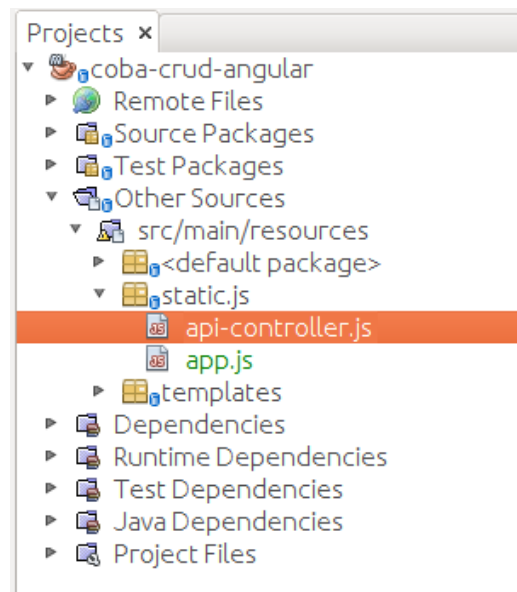 Projects ×
coba-crud-angular
Remote Files
Source Packages
Test Packages
Other Sources
src/main/resources
<default package>
static.js
api-controller.js
app.js
templates
Dependencies
Runtime Dependencies
Test Dependencies
Java Dependencies
Project Files